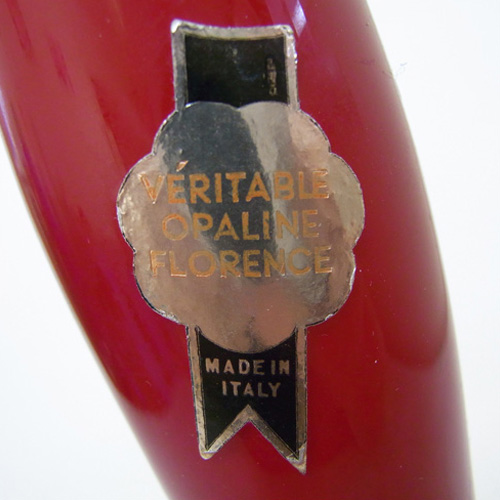 VÉRITABLE
OPALINE
FLORENCE
MADE IN
ITALY